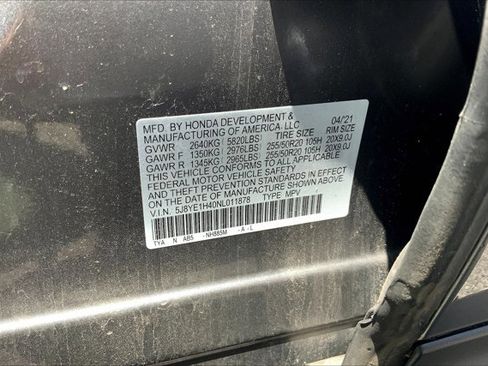 MFD. BY HONDA DEVELOPMENT & 04/21
MANUFACTURING OF AMERICA, LLC. TIRE SIZE RIM SIZE
GVWR 2640KG( 5820LBS)
GAWR F 1350KG( 2976LBS) 255/50R20 105H 20X9.0J
GAWR R 1345KG( 2965LBS) 255/50R20 105H 20X9.0J
THIS VEHICLE CONFORMS TO ALL APPLICABLE
FEDERAL MOTOR VEHICLE SAFETY
AND THEFT PREVENTION STANDARDS IN EFFECT
ON THE DATE OF MANUFACTURE SHOWN ABOVE.
V.I.N. 5J8YE1H40NL011878 TYPE: MPV
TYA N AB5 -NH885M -A -L